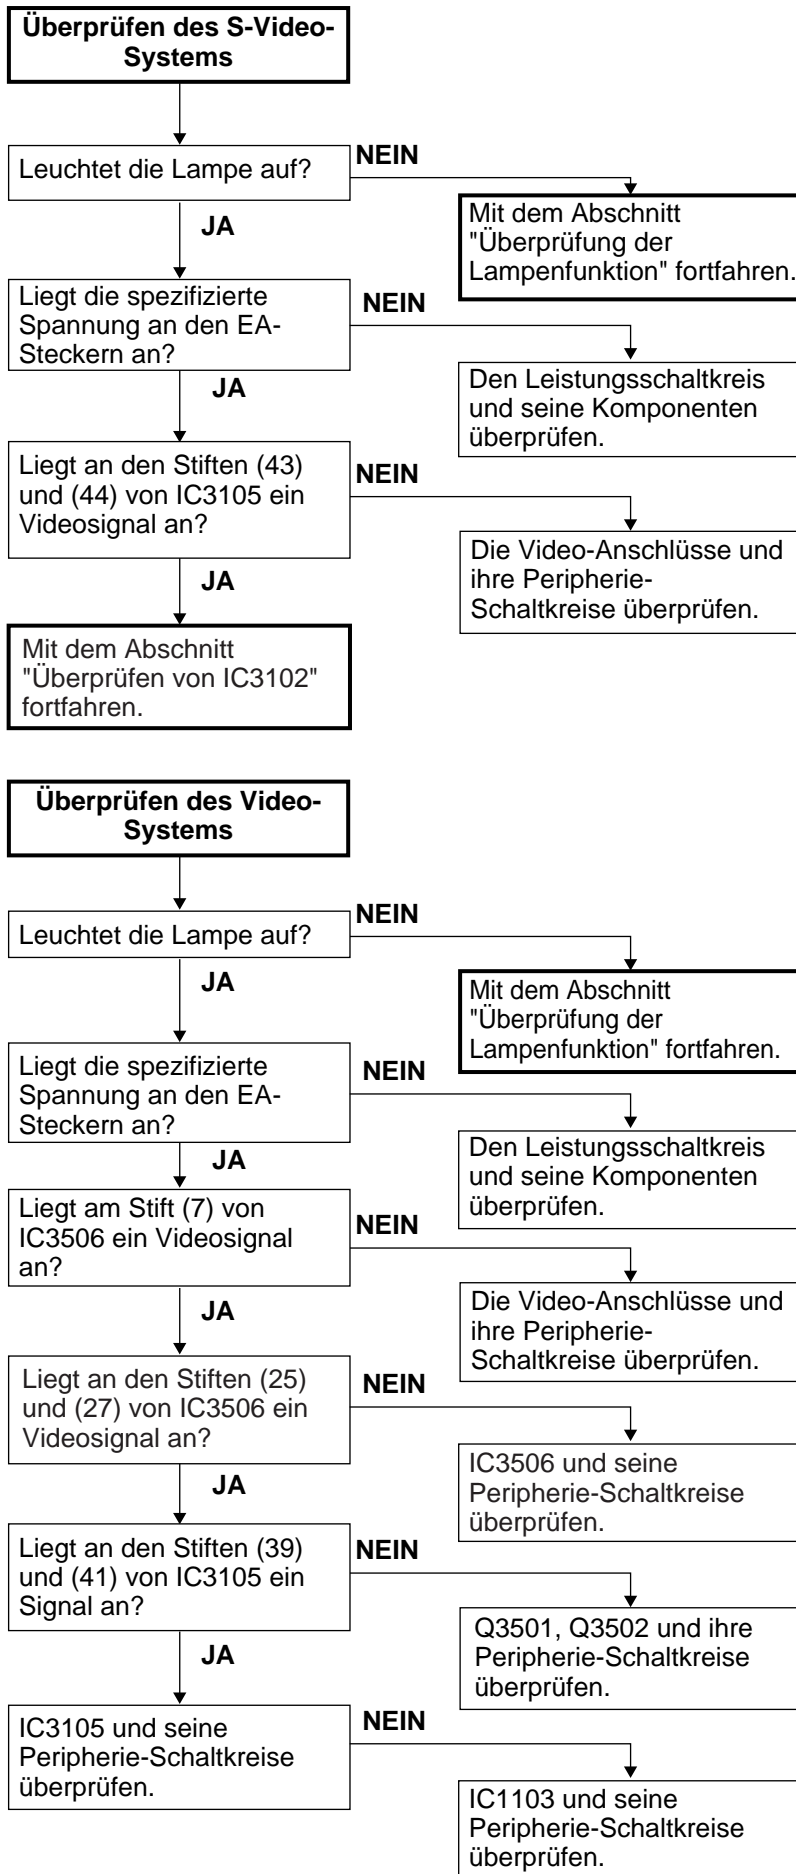 Überprüfen des S-Video-
Systems
Leuchtet die Lampe auf?
NEIN
Mit dem Abschnitt
"Überprüfung der
Lampenfunktion" fortfahren.
JA
Liegt die spezifizierte
Spannung an den EA-
Steckern an?
NEIN
Den Leistungsschaltkreis
und seine Komponenten
überprüfen.
JA
Liegt an den Stiften (43)
und (44) von IC3105 ein
Videosignal an?
NEIN
Die Video-Anschlüsse und
ihre Peripherie-
Schaltkreise überprüfen.
JA
Mit dem Abschnitt
"Überprüfen von IC3102"
fortfahren.
Überprüfen des Video-
Systems
Leuchtet die Lampe auf?
NEIN
Mit dem Abschnitt
"Überprüfung der
Lampenfunktion" fortfahren.
JA
Liegt die spezifizierte
Spannung an den EA-
Steckern an?
NEIN
Den Leistungsschaltkreis
und seine Komponenten
überprüfen.
JA
Liegt am Stift (7) von
IC3506 ein Videosignal
an?
NEIN
Die Video-Anschlüsse und
ihre Peripherie-
Schaltkreise überprüfen.
JA
Liegt an den Stiften (25)
und (27) von IC3506 ein
Videosignal an?
NEIN
IC3506 und seine
Peripherie-Schaltkreise
überprüfen.
JA
Liegt an den Stiften (39)
und (41) von IC3105 ein
Signal an?
NEIN
Q3501, Q3502 und ihre
Peripherie-Schaltkreise
überprüfen.
JA
IC3105 und seine
Peripherie-Schaltkreise
überprüfen.
NEIN
IC1103 und seine
Peripherie-Schaltkreise
überprüfen.